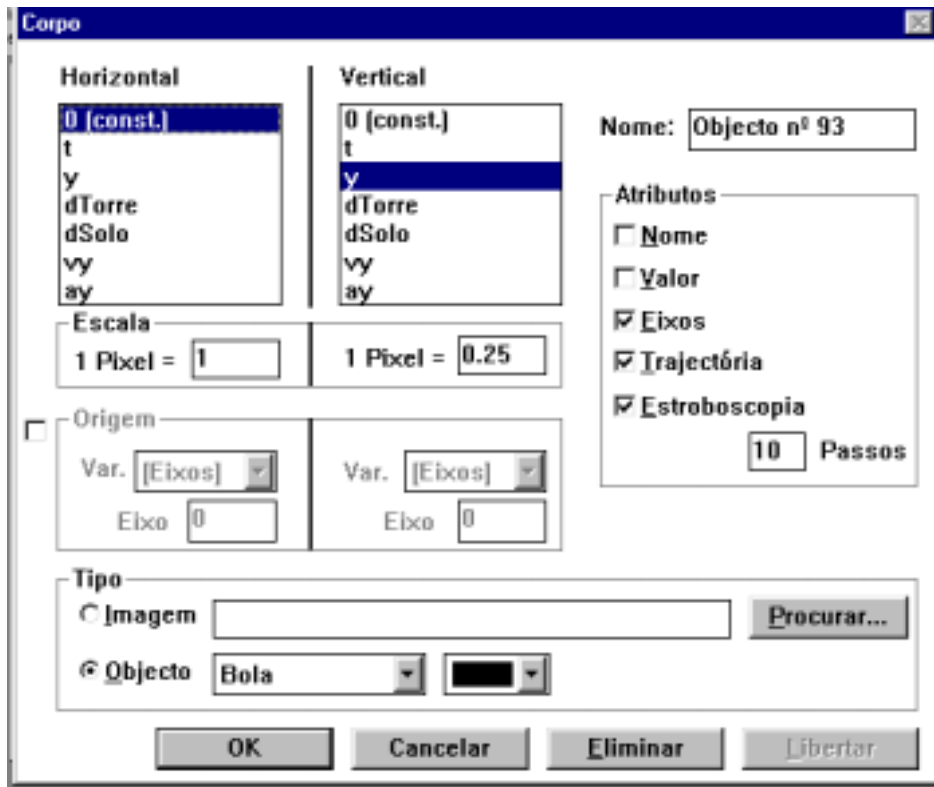 Corpo
Horizontal
0 (const.)
t
y
dTorre
dSolo
vy
ay
Vertical
0 (const.)
t
y
dTorre
dSolo
vy
ay
Nome: Objecto nº 93
Atributos
Nome
Valor
Eixos
Trajectória
Estroboscopia
10 Passos
Escala
1 Pixel = 1
1 Pixel = 0.25
Origem
Var. [Eixos]
Eixo 0
Var. [Eixos]
Eixo 0
Tipo
Imagem
Procurar...
Objecto Bola
OK Cancelar Eliminar Libertar